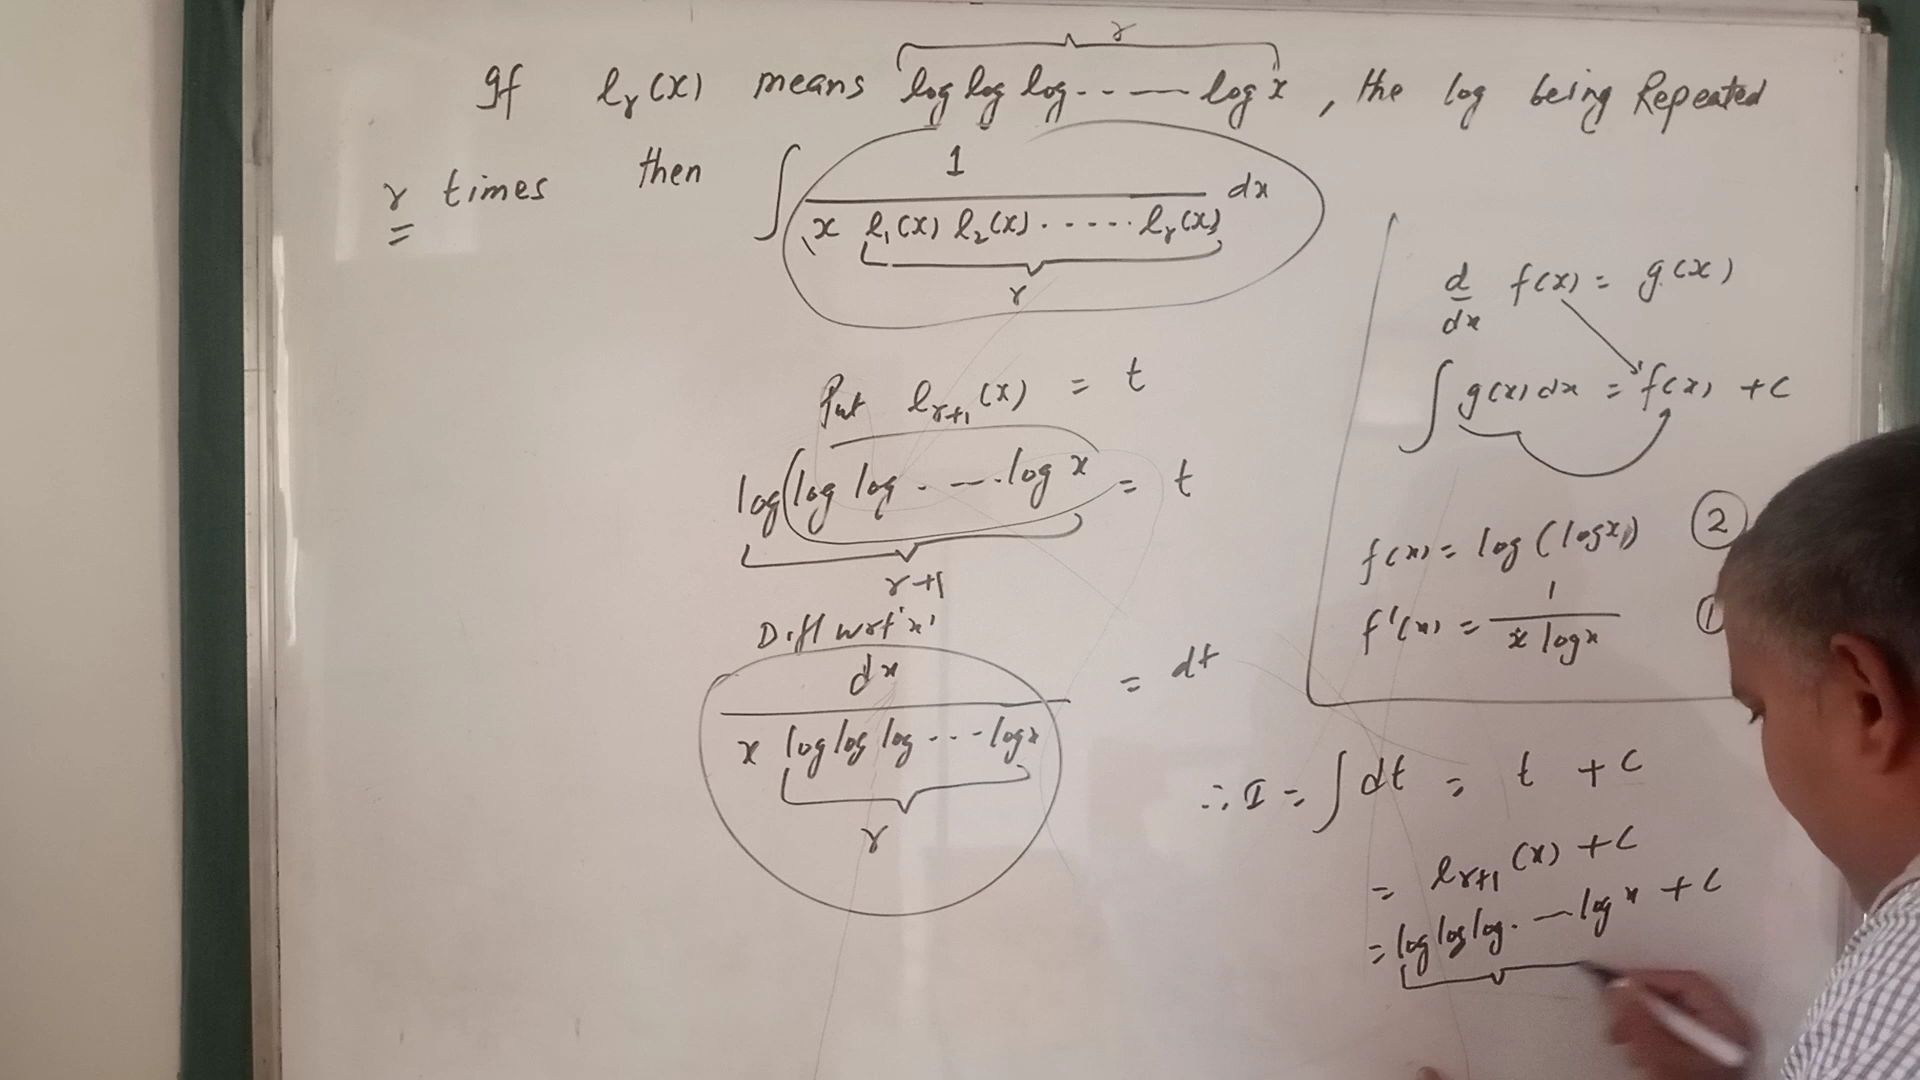 r
If lr(x) means log log log - - — log x , the log being Repeated
r times then ∫ 1 / (x l1(x) l2(x) . - - - - . lr(x)) dx
r
Put lr+1(x) = t
log(log log . - — . log x = t
r+1
Diff wrt 'x'
dx / (x log log log - - - log x) = dt
r
d/dx f(x) = g(x)
∫ g(x) dx = f(x) + c
f(x) = log (log x) 2
f'(x) = 1 / (x log x) 1
∴ I = ∫ dt = t + c
= lr+1 (x) + c
= log log log . — log x + c